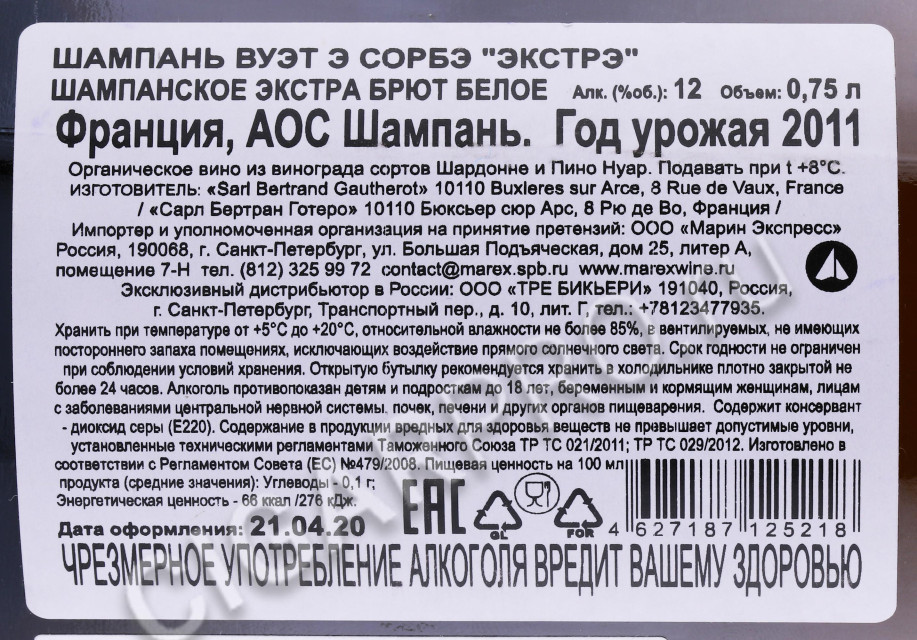 ШАМПАНЬ ВУЭТ Э СОРБЭ "ЭКСТРЭ"
ШАМПАНСКОЕ ЭКСТРА БРЮТ БЕЛОЕ Алк. (%об.): 12 Объем: 0,75 л
Франция, АОС Шампань. Год урожая 2011
Органическое вино из винограда сортов Шардонне и Пино Нуар. Подавать при t +8°C.
ИЗГОТОВИТЕЛЬ: «Sarl Bertrand Gautherot» 10110 Buxieres sur Arce, 8 Rue de Vaux, France
/ «Сарл Бертран Готеро» 10110 Бюксьер сюр Арс, 8 Рю де Во, Франция /
Импортер и уполномоченная организация на принятие претензий: ООО «Марин Экспресс»
Россия, 190068, г. Санкт-Петербург, ул. Большая Подъяческая, дом 25, литер А,
помещение 7-Н тел. (812) 325 99 72 contact@marex.spb.ru www.marexwine.ru
Эксклюзивный дистрибьютор в России: ООО «ТРЕ БИКЬЕРИ» 191040, Россия,
г. Санкт-Петербург, Транспортный пер., д. 10, лит. Г, тел.: +78123477935.
Хранить при температуре от +5°C до +20°C, относительной влажности не более 85%, в вентилируемых, не имеющих
постороннего запаха помещениях, исключающих воздействие прямого солнечного света. Срок годности не ограничен
при соблюдении условий хранения. Открытую бутылку рекомендуется хранить в холодильнике плотно закрытой не
более 24 часов. Алкоголь противопоказан детям и подросткам до 18 лет, беременным и кормящим женщинам, лицам
с заболеваниями центральной нервной системы, почек, печени и других органов пищеварения. Содержит консервант
- диоксид серы (Е220). Содержание в продукции вредных для здоровья веществ не превышает допустимые уровни,
установленные техническими регламентами Таможенного Союза ТР ТС 021/2011; ТР ТС 029/2012. Изготовлено в
соответствии с Регламентом Совета (ЕС) №479/2008. Пищевая ценность на 100 мл
продукта (средние значения): Углеводы - 0,1 г;
Энергетическая ценность - 66 ккал /276 кДж.
Дата оформления: 21.04.20 ЕАС GL FOR 4 627187 125218
ЧРЕЗМЕРНОЕ УПОТРЕБЛЕНИЕ АЛКОГОЛЯ ВРЕДИТ ВАШЕМУ ЗДОРОВЬЮ
CIGARPRO.ru